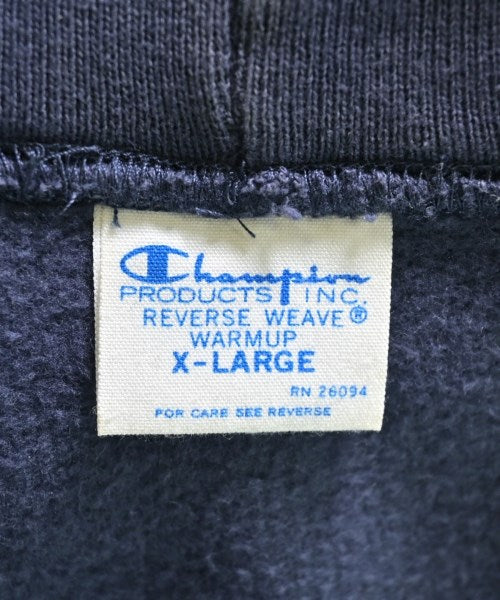 Champion
PRODUCTS INC.
REVERSE WEAVE®
WARMUP
X-LARGE
RN 26094
FOR CARE SEE REVERSE